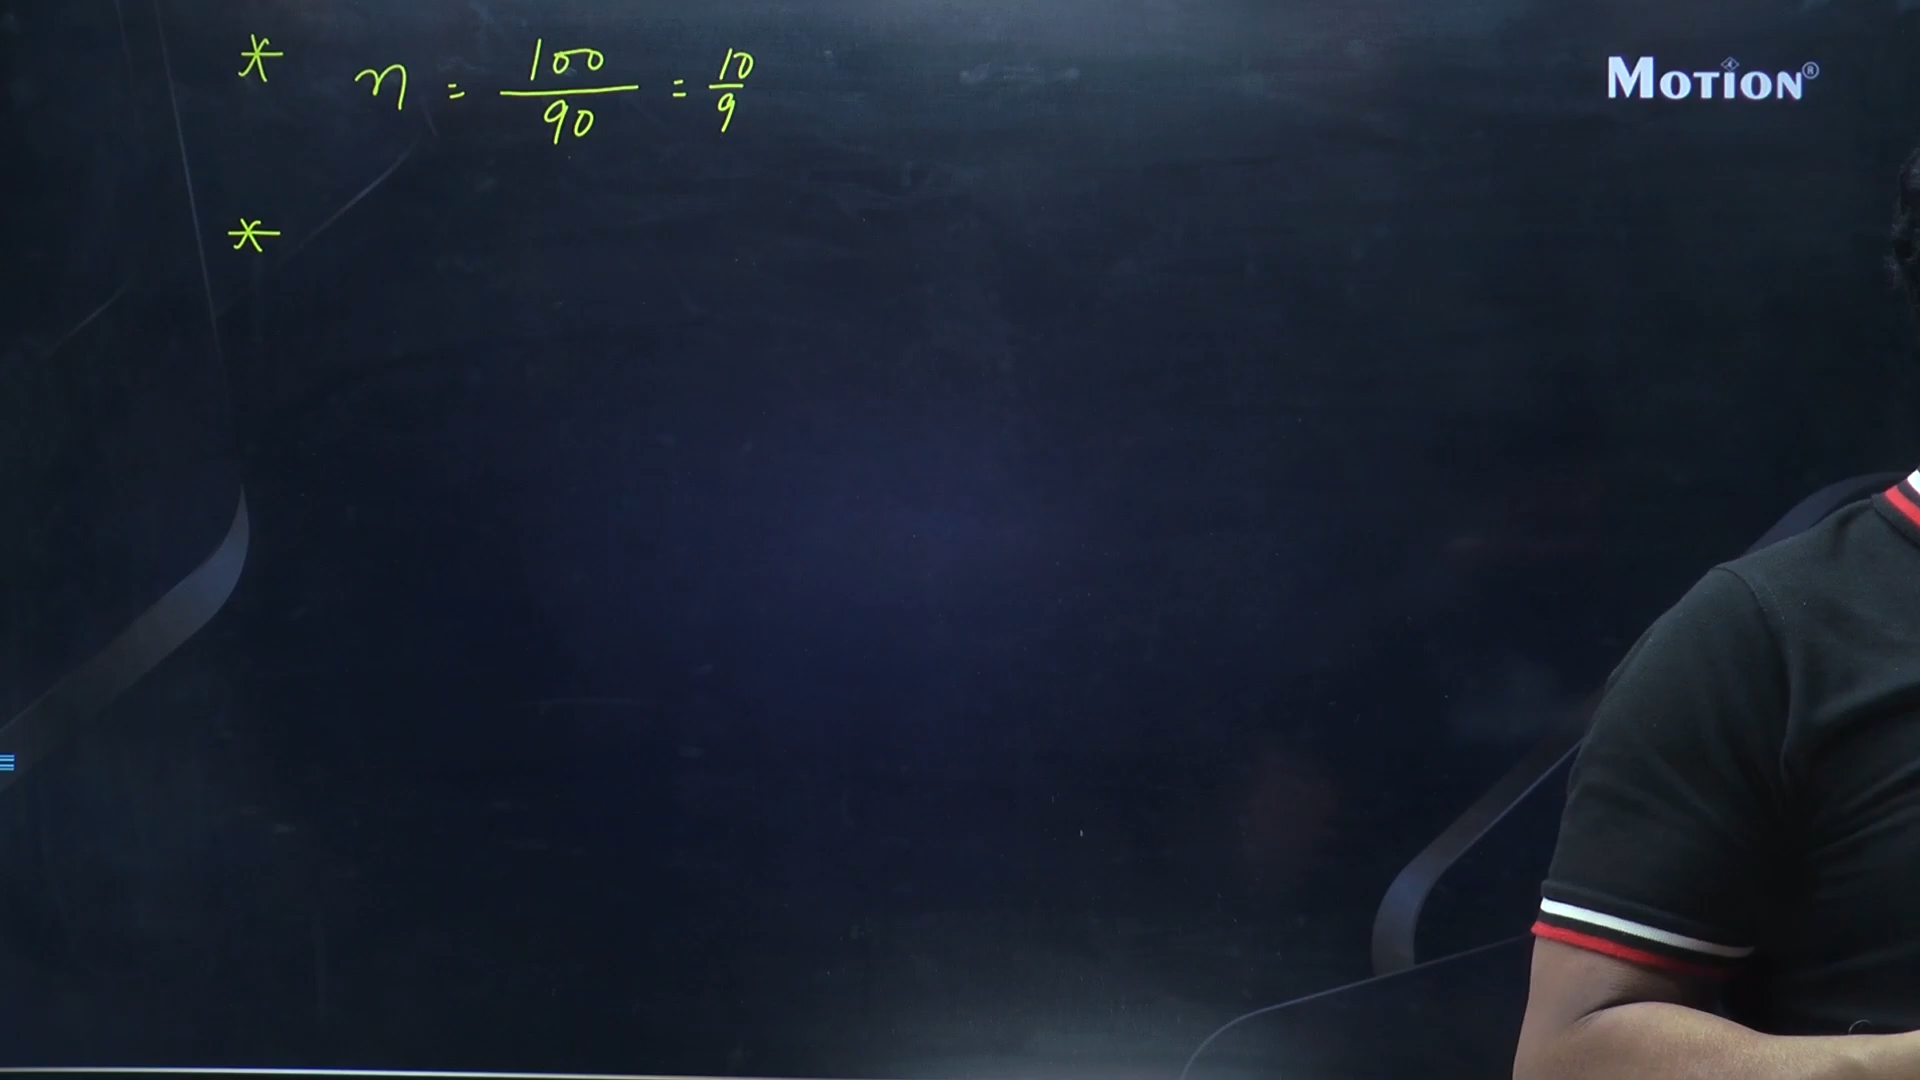 * n = 100/90 = 10/9
MOTION®
*